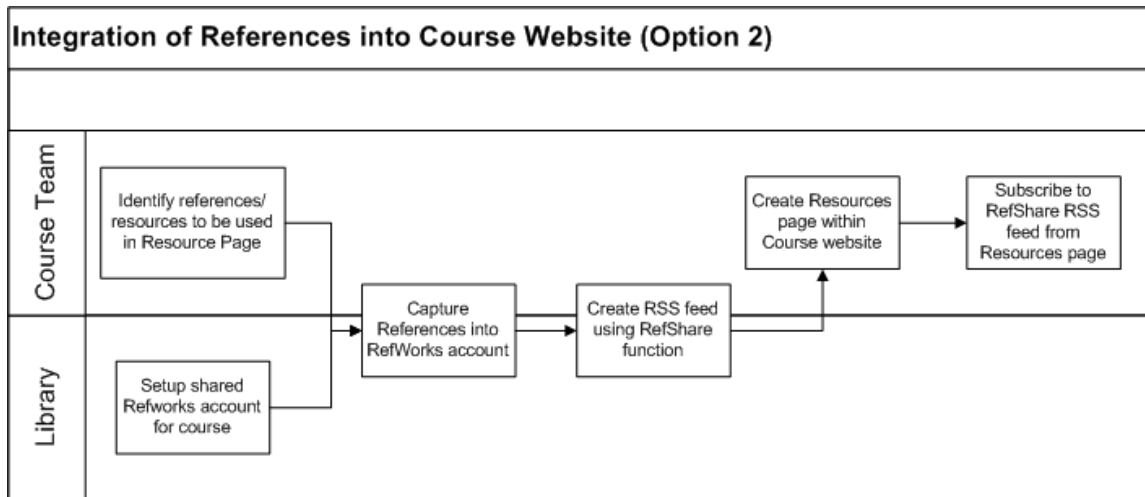 Integration of References into Course Website (Option 2)
Course Team
Identify references/
resources to be used
in Resource Page
Create Resources
page within
Course website
Subscribe to
RefShare RSS
feed from
Resources page
Capture
References into
RefWorks account
Create RSS feed
using RefShare
function
Library
Setup shared
Refworks account
for course